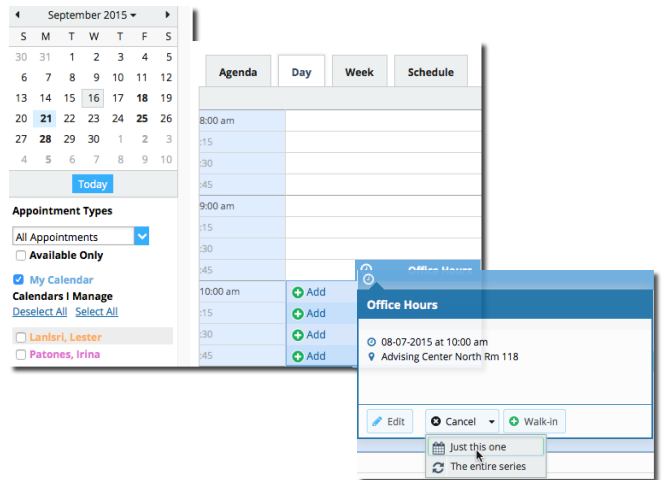 September 2015
S M T W T F S
30 31 1 2 3 4 5
6 7 8 9 10 11 12
13 14 15 16 17 18 19
20 21 22 23 24 25 26
27 28 29 30 1 2 3
4 5 6 7 8 9 10
Today
Appointment Types
All Appointments
Available Only
My Calendar
Calendars I Manage
Deselect All Select All
Lanisri, Lester
Patones, Irina
Agenda Day Week Schedule
8:00 am
:15
:30
:45
9:00 am
:15
:30
:45
10:00 am Add
:15 Add
:30 Add
:45 Add
Office Hours
Office Hours
08-07-2015 at 10:00 am
Advising Center North Rm 118
Edit Cancel Walk-in
Just this one
The entire series